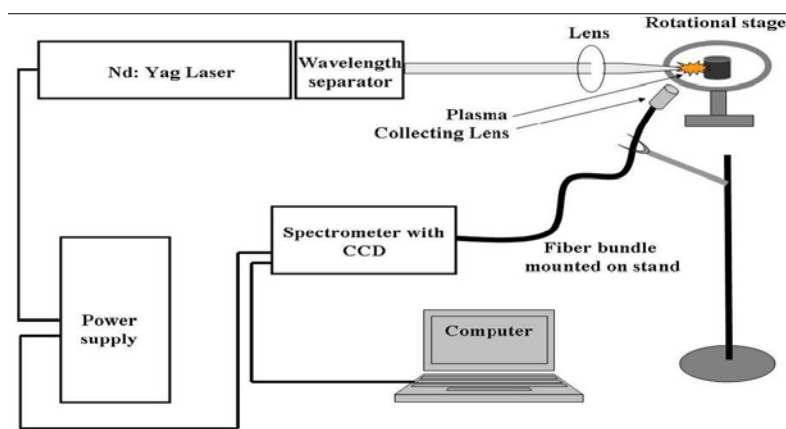 Rotational stage
Lens
Nd: Yag Laser
Wavelength
separator
Plasma
Collecting Lens
Spectrometer with
CCD
Fiber bundle
mounted on stand
Power
supply
Computer